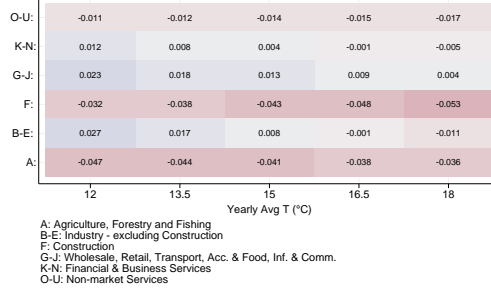 O-U: -0.011 -0.012 -0.014 -0.015 -0.017
K-N: 0.012 0.008 0.004 -0.001 -0.005
G-J: 0.023 0.018 0.013 0.009 0.004
F: -0.032 -0.038 -0.043 -0.048 -0.053
B-E: 0.027 0.017 0.008 -0.001 -0.011
A: -0.047 -0.044 -0.041 -0.038 -0.036
12 13.5 15 16.5 18
Yearly Avg T (°C)
A: Agriculture, Forestry and Fishing
B-E: Industry - excluding Construction
F: Construction
G-J: Wholesale, Retail, Transport, Acc. & Food, Inf. & Comm.
K-N: Financial & Business Services
O-U: Non-market Services